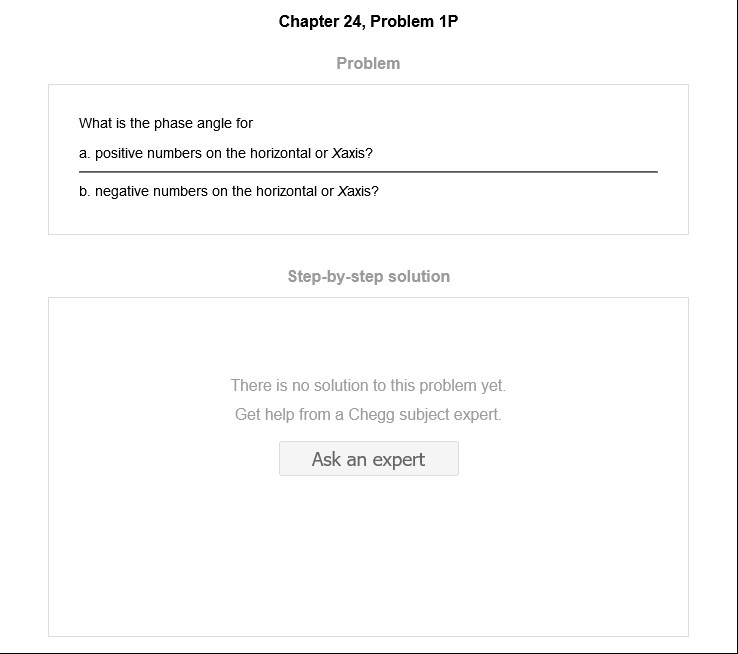 Chapter 24, Problem 1P
Problem
What is the phase angle for
a. positive numbers on the horizontal or Xaxis?
b. negative numbers on the horizontal or Xaxis?
Step-by-step solution
There is no solution to this problem yet.
Get help from a Chegg subject expert.
Ask an expert